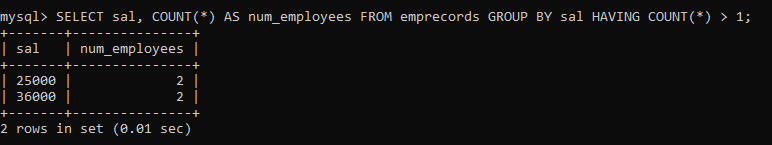 mysql> SELECT sal, COUNT(*) AS num_employees FROM emprecords GROUP BY sal HAVING COUNT(*) > 1;
+-------+---------------+
| sal   | num_employees |
+-------+---------------+
| 25000 |             2 |
| 36000 |             2 |
+-------+---------------+
2 rows in set (0.01 sec)